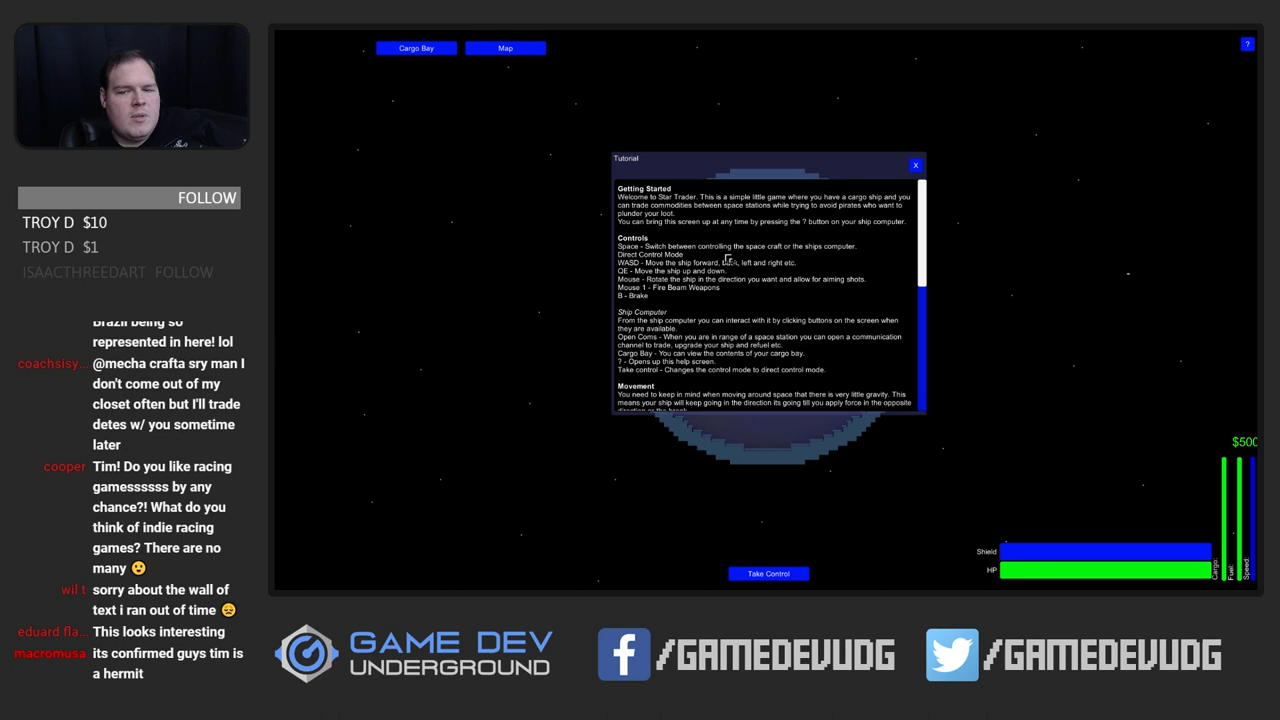 FOLLOW
TROY D $10
TROY D $1
ISAACTHREEDART FOLLOW
Brazil being so
represented in here! lol
coachsisy... @mecha crafta sry man I
don't come out of my
closet often but I'll trade
detes w/ you sometime
later
cooper Tim! Do you like racing
gamessssss by any
chance?! What do you
think of indie racing
games? There are no
many 😮
wil t sorry about the wall of
text i ran out of time 😞
eduard fla... This looks interesting
macromusa its confirmed guys tim is
a hermit
Cargo Bay
Map
?
Tutorial
X
Getting Started
Welcome to Star Trader. This is a simple little game where you have a cargo ship and you
can trade commodities between space stations while trying to avoid pirates who want to
plunder your loot.
You can bring this screen up at any time by pressing the ? button on your ship computer.
Controls
Space - Switch between controlling the space craft or the ships computer.
Direct Control Mode
WASD - Move the ship forward, back, left and right etc.
QE - Move the ship up and down.
Mouse - Rotate the ship in the direction you want and allow for aiming shots.
Mouse 1 - Fire Beam Weapons
B - Brake
Ship Computer
From the ship computer you can interact with it by clicking buttons on the screen when
they are available.
Open Coms - When you are in range of a space station you can open a communication
channel to trade, upgrade your ship and refuel etc.
Cargo Bay - You can view the contents of your cargo bay.
? - Opens up this help screen.
Take control - Changes the control mode to direct control mode.
Movement
You need to keep in mind when moving around space that there is very little gravity. This
means your ship will keep going in the direction its going till you apply force in the opposite
direction or the break
$500
Shield
HP
Cargo:
Fuel:
Speed:
Take Control
GAME DEV
UNDERGROUND
/GAMEDEVUDG
/GAMEDEVUDG